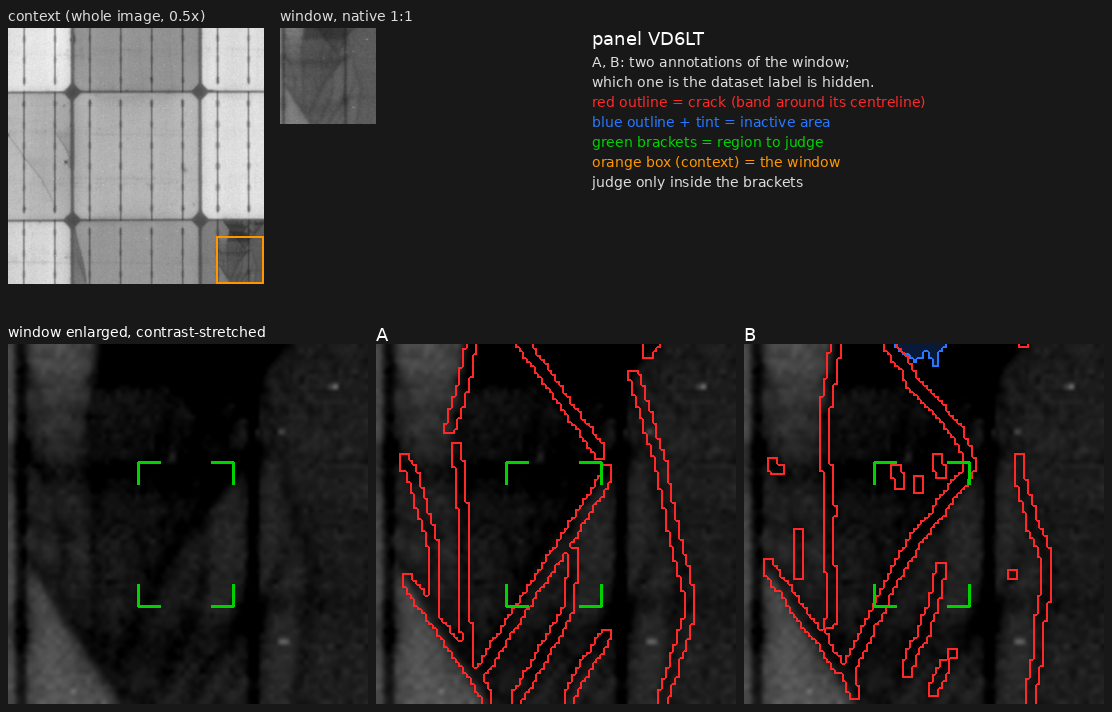 context (whole image, 0.5x)
window, native 1:1
panel VD6LT
A, B: two annotations of the window;
which one is the dataset label is hidden.
red outline = crack (band around its centreline)
blue outline + tint = inactive area
green brackets = region to judge
orange box (context) = the window
judge only inside the brackets
window enlarged, contrast-stretched
A
B